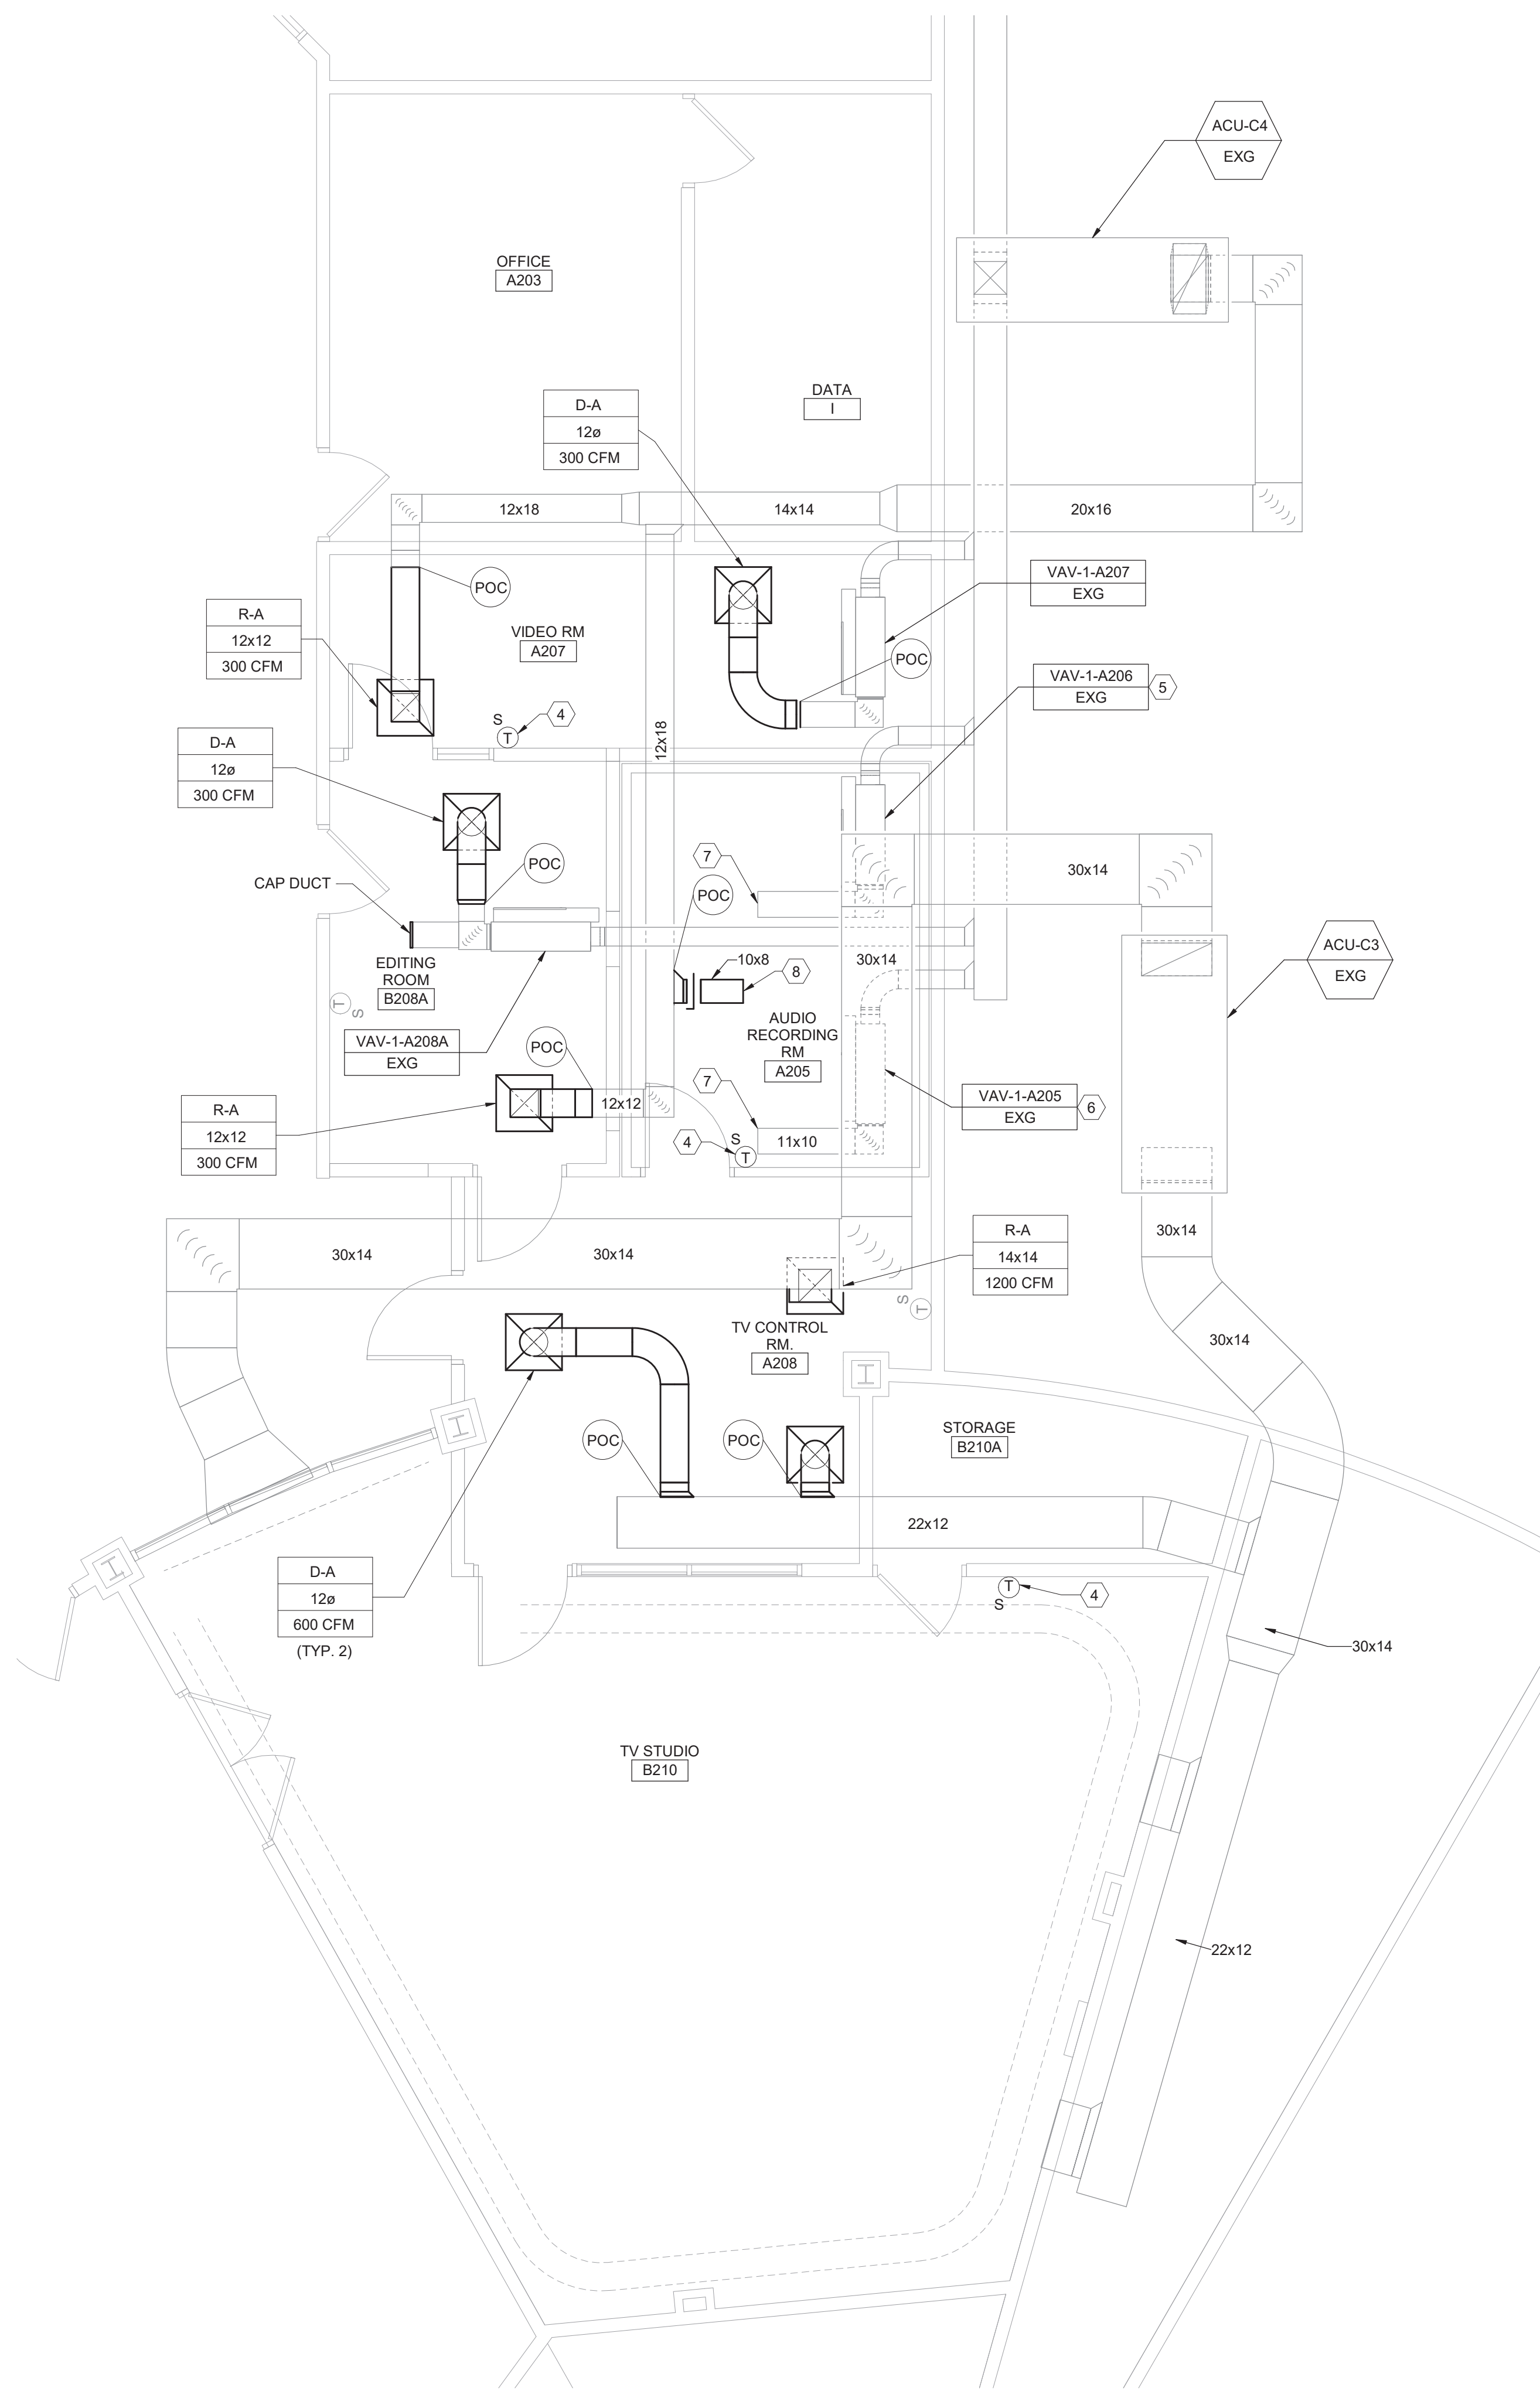 ACU-C4
EXG
OFFICE
A203
DATA
I
D-A
12ø
300 CFM
12x18
14x14
20x16
POC
VAV-1-A207
EXG
R-A
12x12
300 CFM
VIDEO RM
A207
POC
VAV-1-A206
EXG
5
S
T
4
12x18
D-A
12ø
300 CFM
POC
7
POC
30x14
CAP DUCT
EDITING
ROOM
B208A
10x8
8
30x14
ACU-C3
EXG
T
S
AUDIO
RECORDING
RM
A205
VAV-1-A208A
EXG
POC
R-A
12x12
300 CFM
12x12
7
11x10
4
S
T
VAV-1-A205
EXG
6
30x14
30x14
R-A
14x14
1200 CFM
30x14
S
T
TV CONTROL
RM.
A208
30x14
POC
POC
STORAGE
B210A
22x12
D-A
12ø
600 CFM
(TYP. 2)
T
S
4
30x14
TV STUDIO
B210
22x12